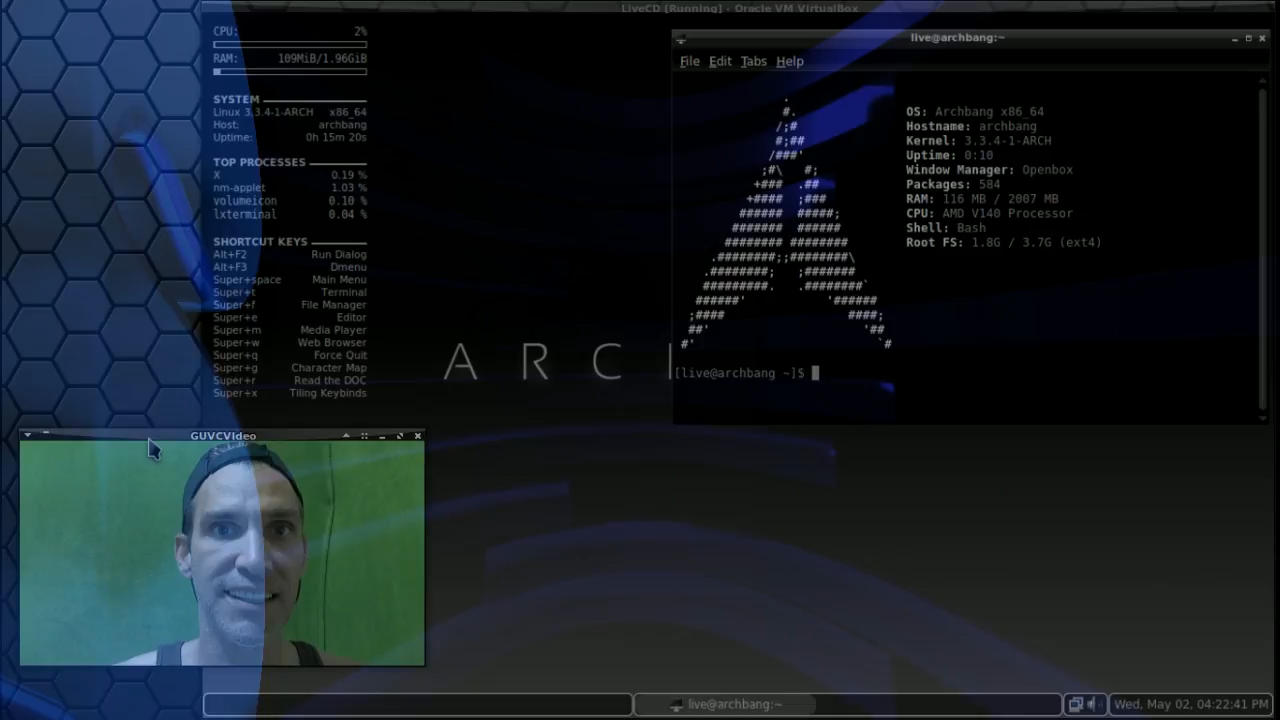 LiveCD [Running] - Oracle VM VirtualBox
CPU: 2%
RAM: 109MiB/1.96GiB
SYSTEM
Linux 3.3.4-1-ARCH x86_64
Host: archbang
Uptime: 0h 15m 20s
TOP PROCESSES
X 0.19 %
nm-applet 1.03 %
volumeicon 0.10 %
lxterminal 0.04 %
SHORTCUT KEYS
Alt+F2 Run Dialog
Alt+F3 Dmenu
Super+space Main Menu
Super+t Terminal
Super+f File Manager
Super+e Editor
Super+m Media Player
Super+w Web Browser
Super+q Force Quit
Super+g Character Map
Super+r Read the DOC
Super+x Tiling Keybinds
ARC
live@archbang:~
File Edit Tabs Help
OS: Archbang x86_64
Hostname: archbang
Kernel: 3.3.4-1-ARCH
Uptime: 0:10
Window Manager: Openbox
Packages: 584
RAM: 116 MB / 2007 MB
CPU: AMD V140 Processor
Shell: Bash
Root FS: 1.8G / 3.7G (ext4)
[live@archbang ~]$
GUVCVIdeo
live@archbang:~
Wed, May 02, 04:22:41 PM